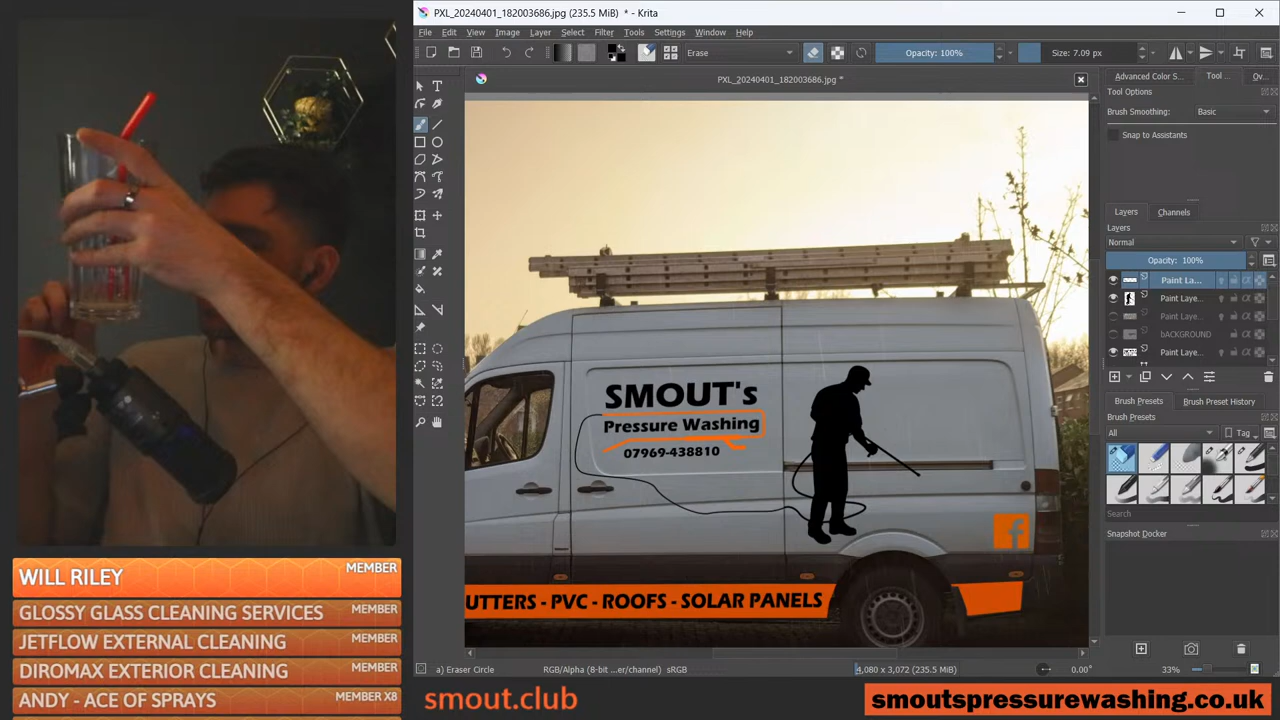 PXL_20240401_182003686.jpg (235.5 MiB) * - Krita
File Edit View Image Layer Select Filter Tools Settings Window Help
Erase
Opacity: 100%
Size: 7.09 px
PXL_20240401_182003686.jpg *
Advanced Color S...
Tool ...
Ov...
Tool Options
Brush Smoothing:
Basic
Snap to Assistants
Layers
Channels
Layers
Normal
Opacity: 100%
Paint La...
Paint Laye...
Paint Laye...
bACKGROUND
Paint Laye...
Brush Presets
Brush Preset History
Brush Presets
All
Tag
Search
Snapshot Docker
SMOUT's
Pressure Washing
07969-438810
f
UTTERS - PVC - ROOFS - SOLAR PANELS
a) Eraser Circle
RGB/Alpha (8-bit ...er/channel) sRGB
4,080 x 3,072 (235.5 MiB)
0.00°
33%
WILL RILEY
MEMBER
GLOSSY GLASS CLEANING SERVICES
MEMBER
JETFLOW EXTERNAL CLEANING
MEMBER
DIROMAX EXTERIOR CLEANING
MEMBER
ANDY - ACE OF SPRAYS
MEMBER X8
smout.club
smoutspressurewashing.co.uk